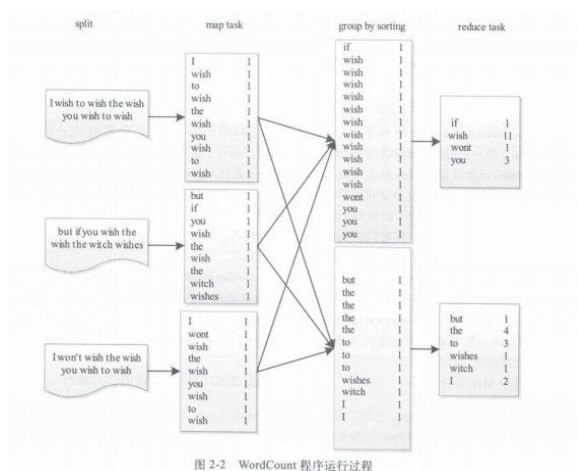 split
map task
group by sorting
reduce task
I wish to wish the wish
you wish to wish
but if you wish the
wish the witch wishes
I won't wish the wish
you wish to wish
I 1
wish 1
to 1
wish 1
the 1
wish 1
you 1
wish 1
to 1
wish 1
but 1
if 1
you 1
wish 1
the 1
wish 1
the 1
witch 1
wishes 1
I 1
wont 1
wish 1
the 1
wish 1
you 1
wish 1
to 1
wish 1
if 1
wish 1
wish 1
wish 1
wish 1
wish 1
wish 1
wish 1
wish 1
wish 1
wish 1
wish 1
wont 1
you 1
you 1
you 1
but 1
the 1
the 1
the 1
the 1
to 1
to 1
to 1
wishes 1
witch 1
I 1
I 1
if 1
wish 11
wont 1
you 3
but 1
the 4
to 3
wishes 1
witch 1
I 2
图 2-2 WordCount 程序运行过程